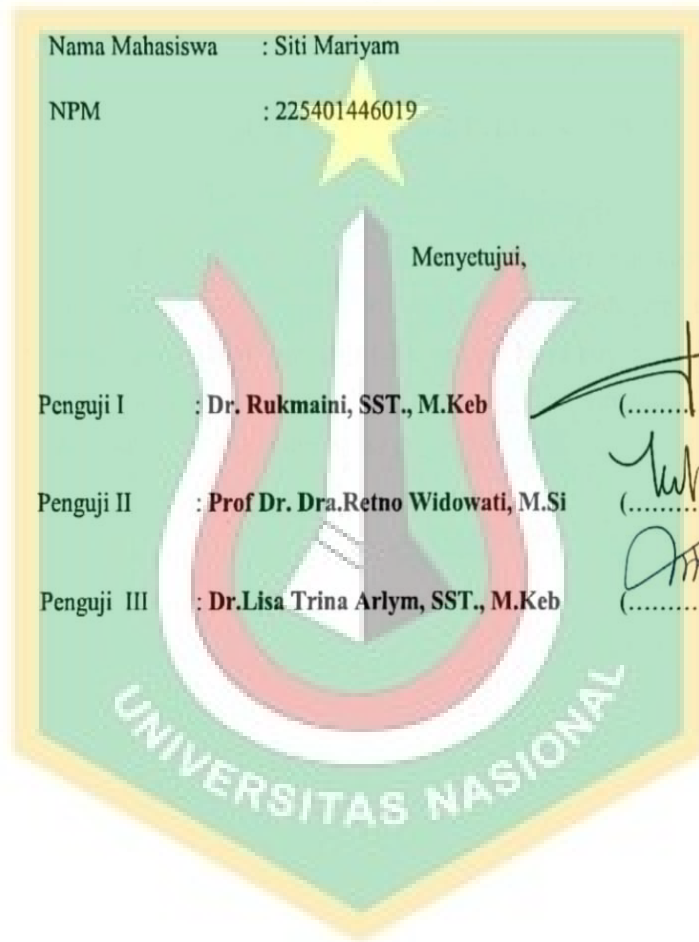 Nama Mahasiswa : Siti Mariyam
NPM : 225401446019
Menyetujui,
Penguji I : Dr. Rukmaini, SST., M.Keb (........
Penguji II : Prof Dr. Dra.Retno Widowati, M.Si (........
Penguji III : Dr.Lisa Trina Arlym, SST., M.Keb (........
UNIVERSITAS NASIONAL